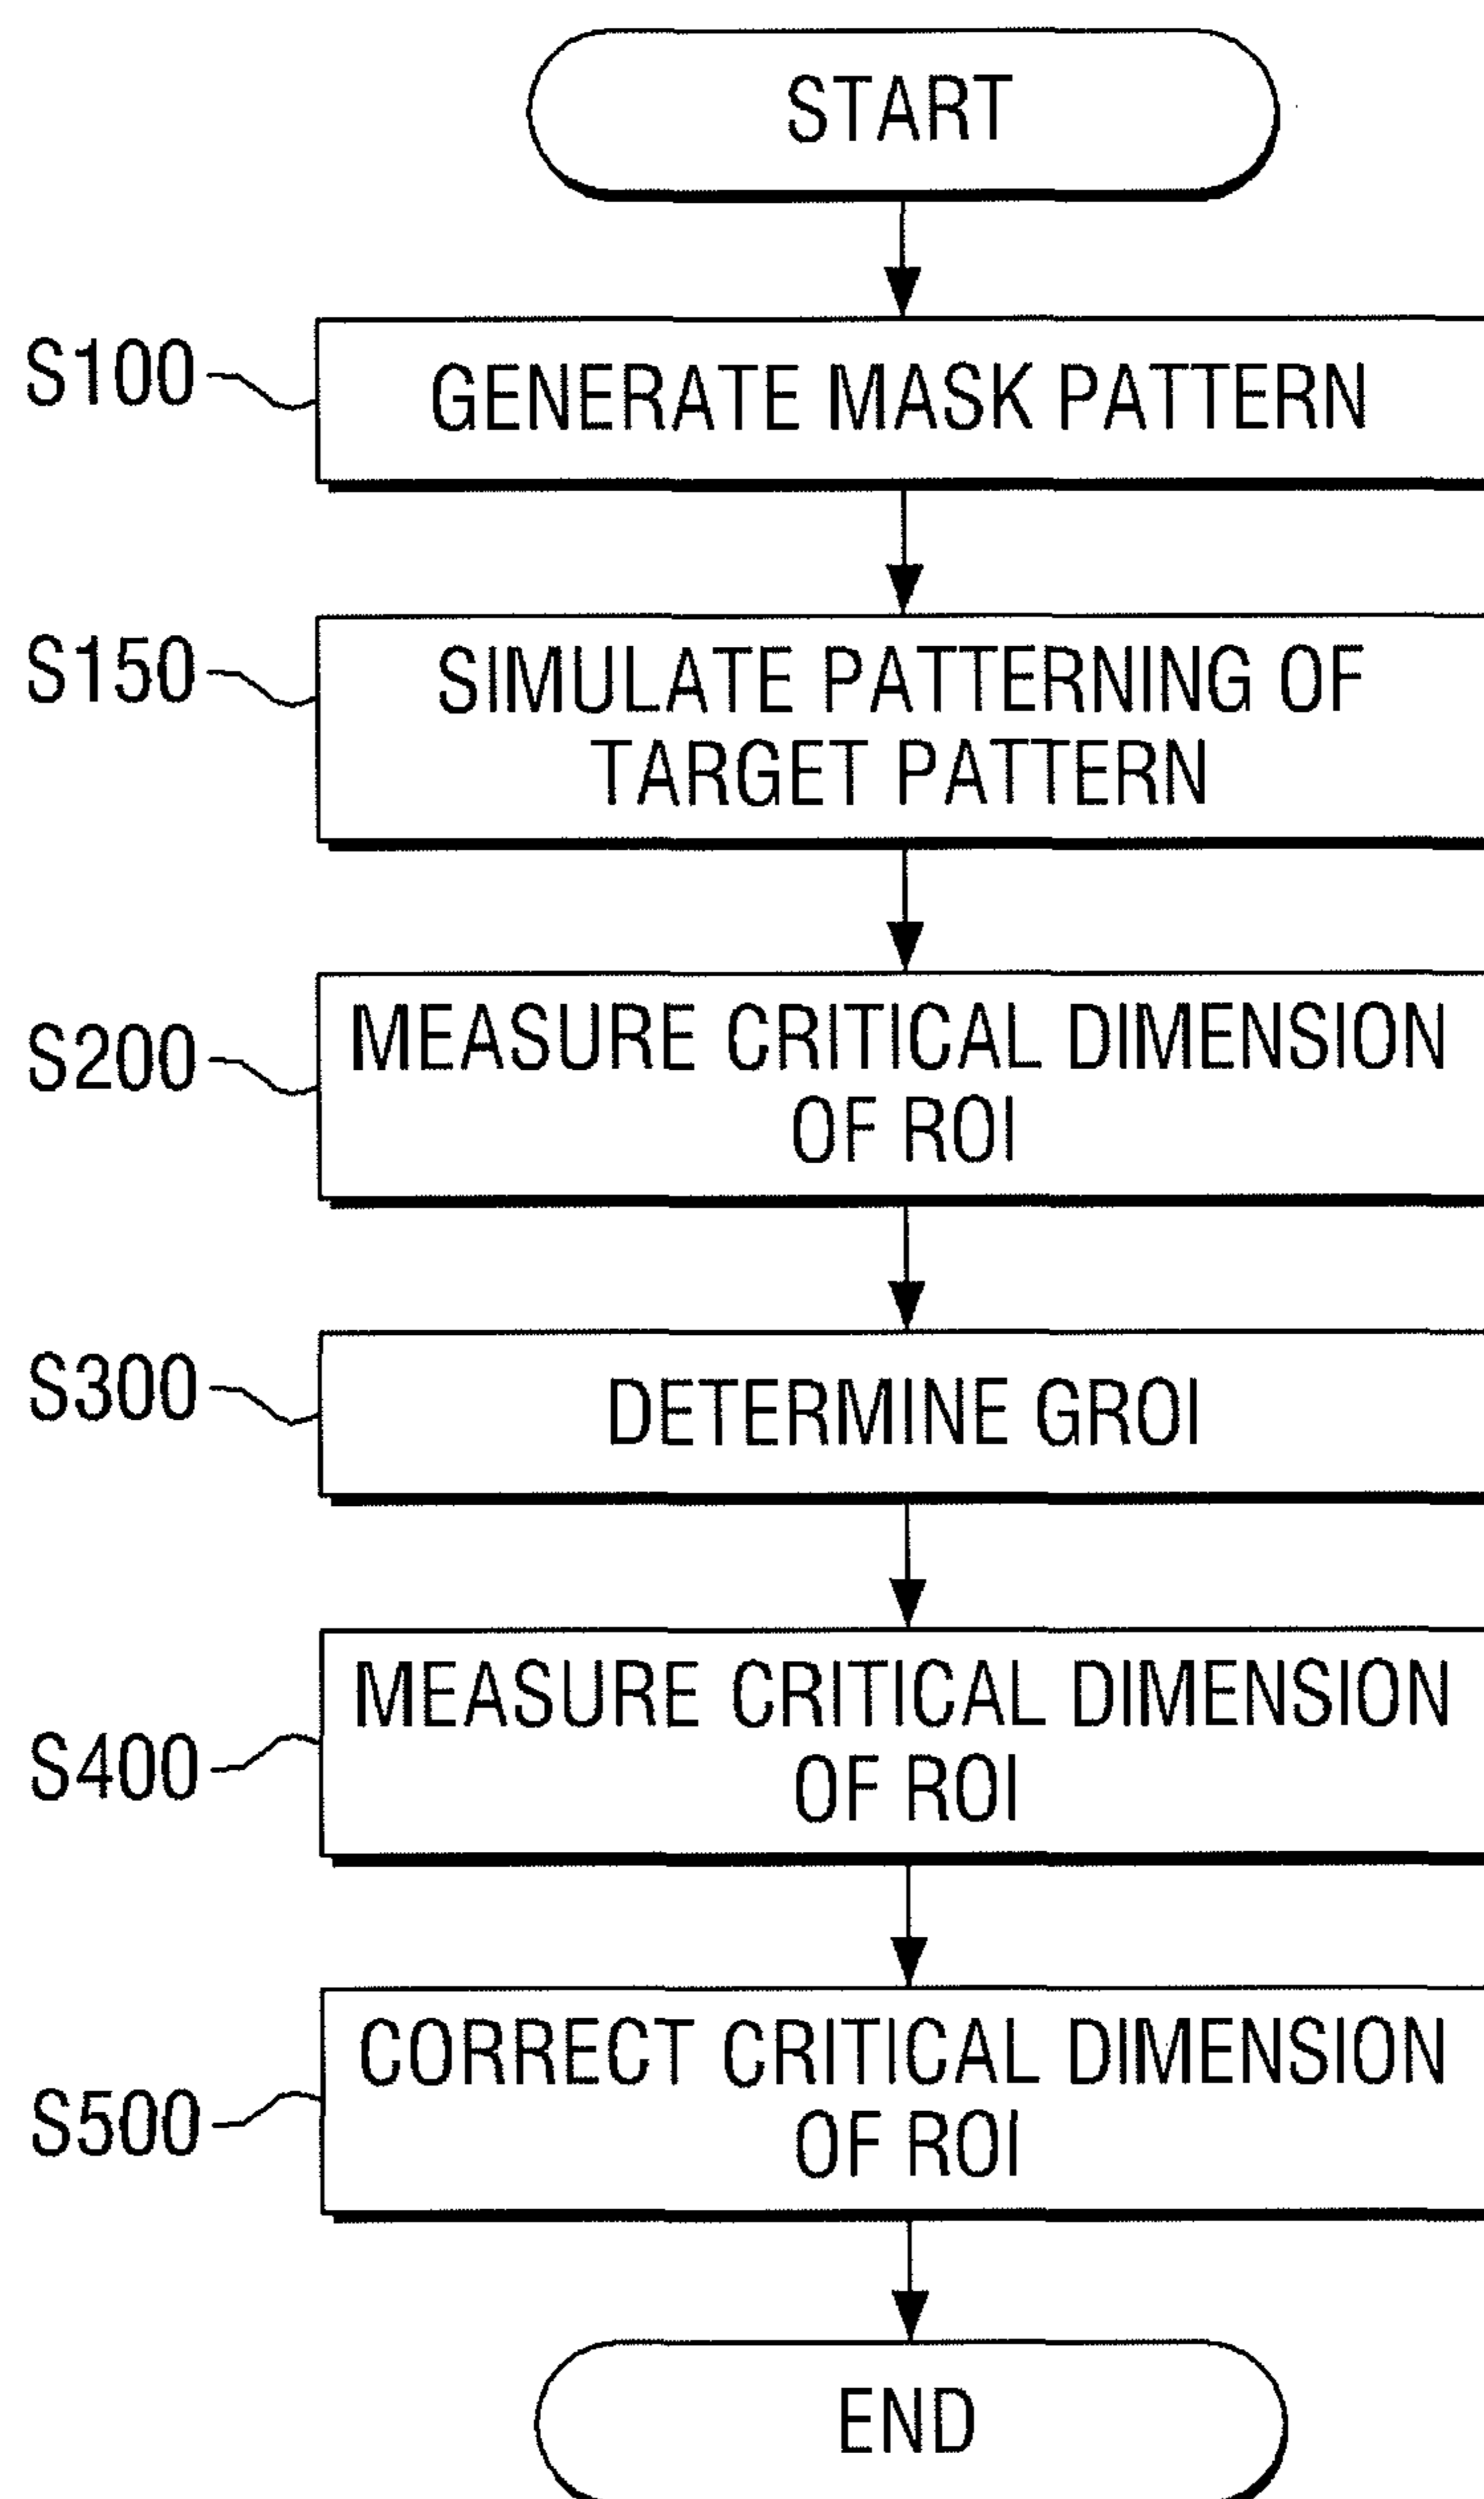 START
S100
GENERATE MASK PATTERN
S150
SIMULATE PATTERNING OF
TARGET PATTERN
S200
MEASURE CRITICAL DIMENSION
OF ROI
S300
DETERMINE GROI
S400
MEASURE CRITICAL DIMENSION
OF ROI
S500
CORRECT CRITICAL DIMENSION
OF ROI
END